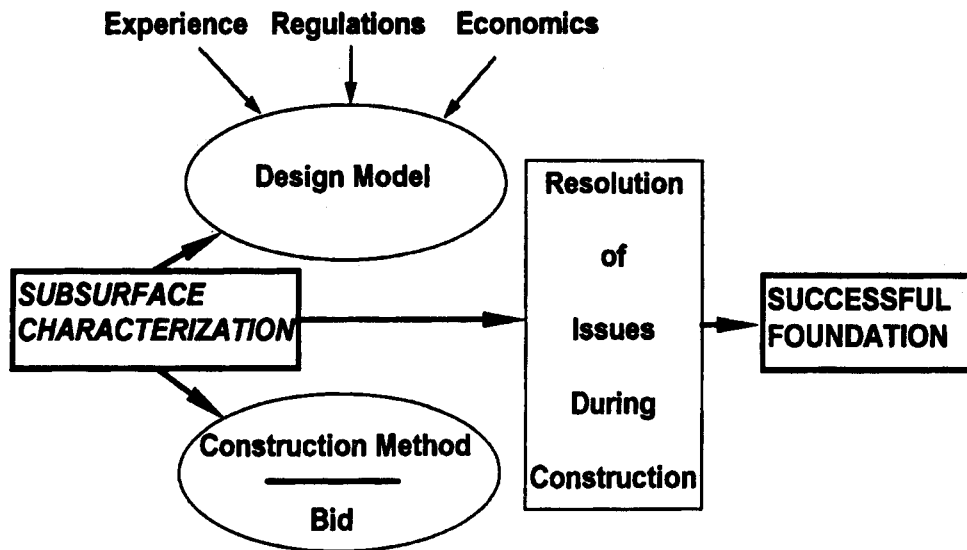 Experience Regulations Economics
Design Model
SUBSURFACE
CHARACTERIZATION
Construction Method
Bid
Resolution
of
Issues
During
Construction
SUCCESSFUL
FOUNDATION